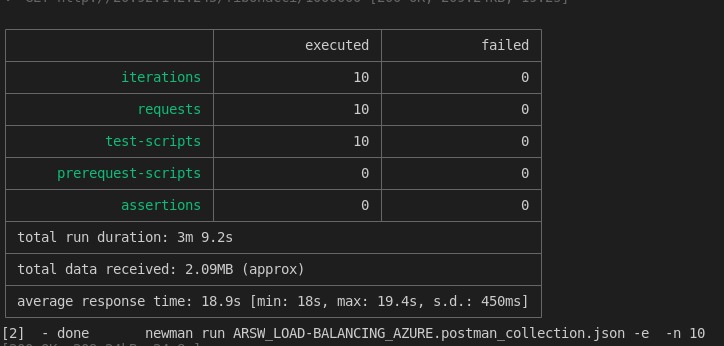 executed failed
iterations 10 0
requests 10 0
test-scripts 10 0
prerequest-scripts 0 0
assertions 0 0
total run duration: 3m 9.2s
total data received: 2.09MB (approx)
average response time: 18.9s [min: 18s, max: 19.4s, s.d.: 450ms]
[2]  - done       newman run ARSW_LOAD-BALANCING_AZURE.postman_collection.json -e  -n 10